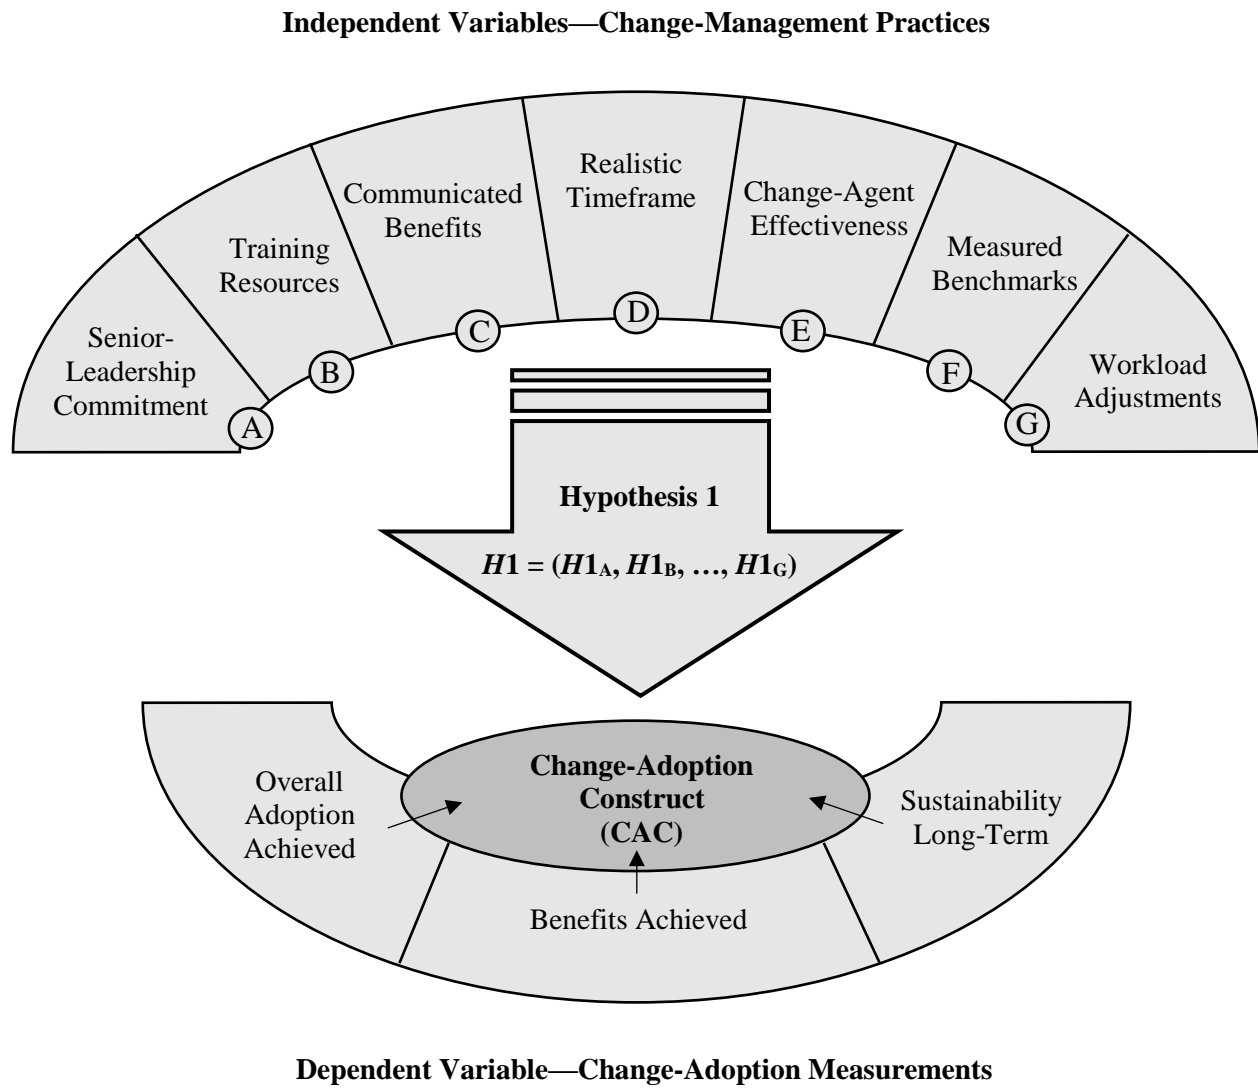 Independent Variables—Change-Management Practices
Senior-
Leadership
Commitment
A
Training
Resources
B
Communicated
Benefits
C
Realistic
Timeframe
D
Change-Agent
Effectiveness
E
Measured
Benchmarks
F
Workload
Adjustments
G
Hypothesis 1
H1 = (H1A, H1B, …, H1G)
Overall
Adoption
Achieved
Change-Adoption
Construct
(CAC)
Sustainability
Long-Term
Benefits Achieved
Dependent Variable—Change-Adoption Measurements